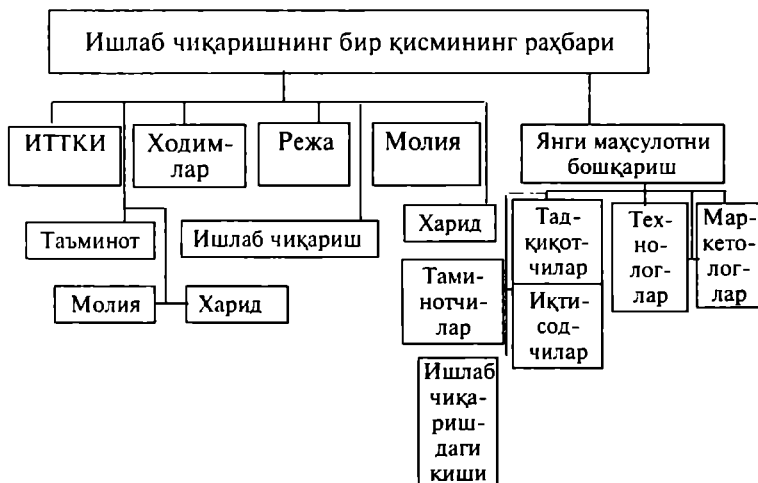 Ишлаб чиқаришнинг бир қисмининг раҳбари
ИТТКИ
Ходим-
лар
Режа
Молия
Янги маҳсулотни
бошқариш
Таъминот
Ишлаб чиқариш
Харид
Тад-
қиқот-
чилар
Тех-
но-
лог-
лар
Мар-
кето-
лог-
лар
Молия
Харид
Таминотчи-
лар
Иқти-
сод-
чилар
Ишлаб
чиқа-
риш-
даги
киши